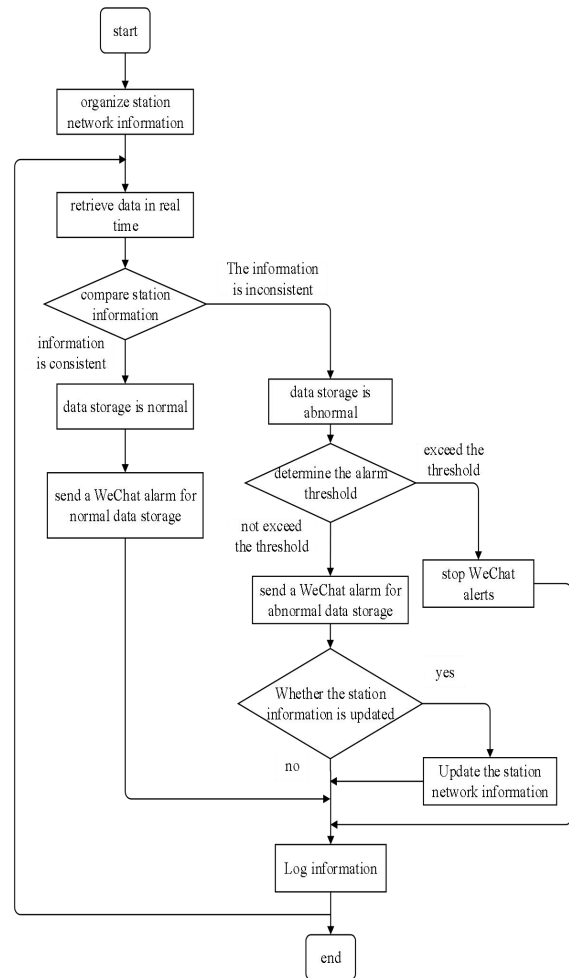 start
organize station
network information
retrieve data in real
time
compare station
information
The information
is inconsistent
information
is consistent
data storage is normal
data storage is
abnormal
send a WeChat alarm for
normal data storage
determine the alarm
threshold
exceed the
threshold
not exceed
the threshold
stop WeChat
alerts
send a WeChat alarm for
abnormal data storage
Whether the station
information is updated
yes
no
Update the station
network information
Log information
end